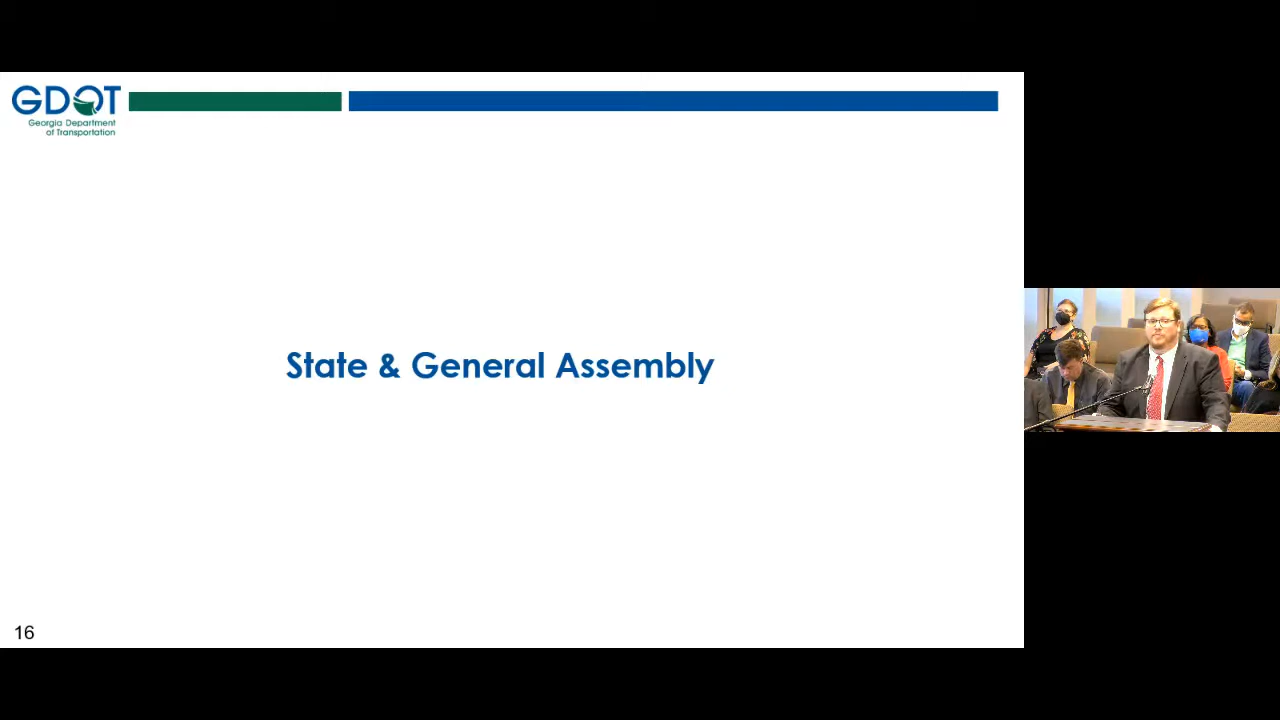 GDOT
Georgia Department
of Transportation
State & General Assembly
16